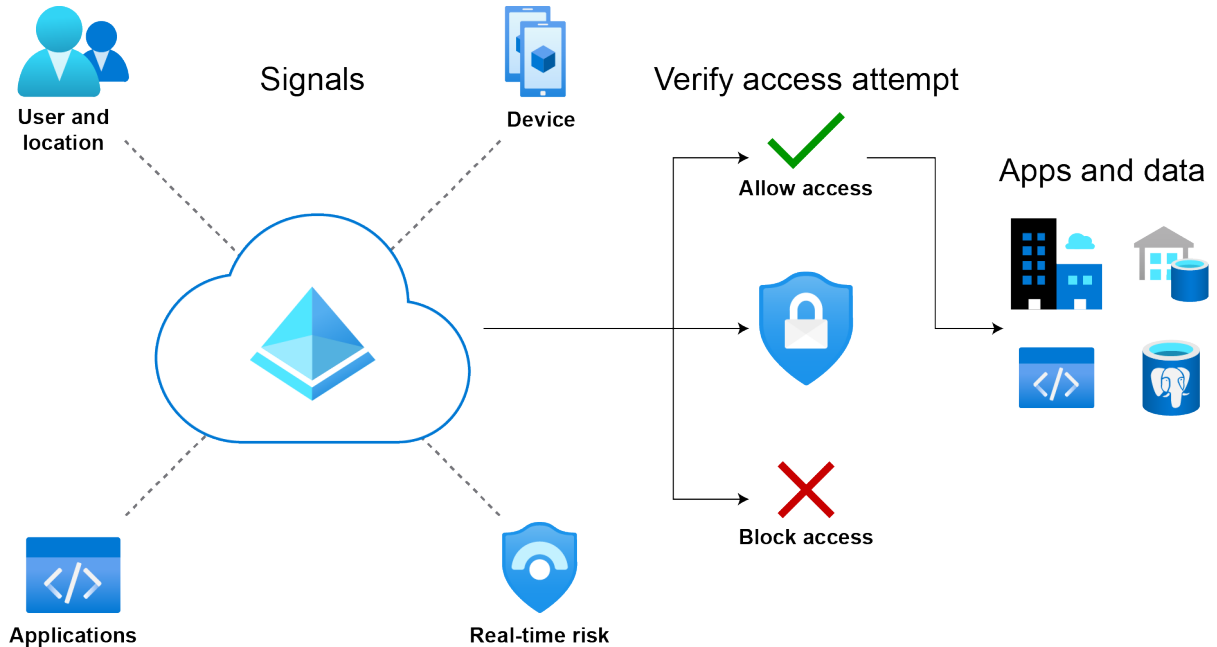 Signals
Verify access attempt
User and
location
Device
Allow access
Apps and data
Block access
Applications
Real-time risk